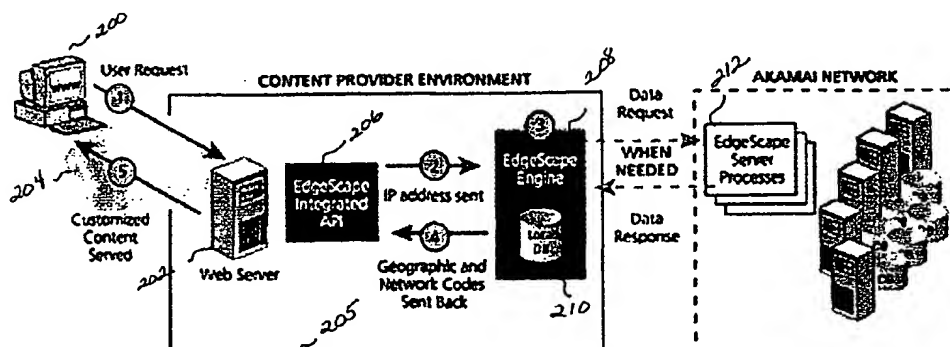 200
WWW
User Request
1
CONTENT PROVIDER ENVIRONMENT
208
212
AKAMAI NETWORK
206
3
Data
Request
EdgeScape
Integrated
API
2
IP address sent
EdgeScape
Engine
WHEN
NEEDED
EdgeScape
Server
Processes
204
5
Customized
Content
Served
202
Web Server
4
Geographic and
Network Codes
Sent Back
LOCAL
DB
Data
Response
205
210